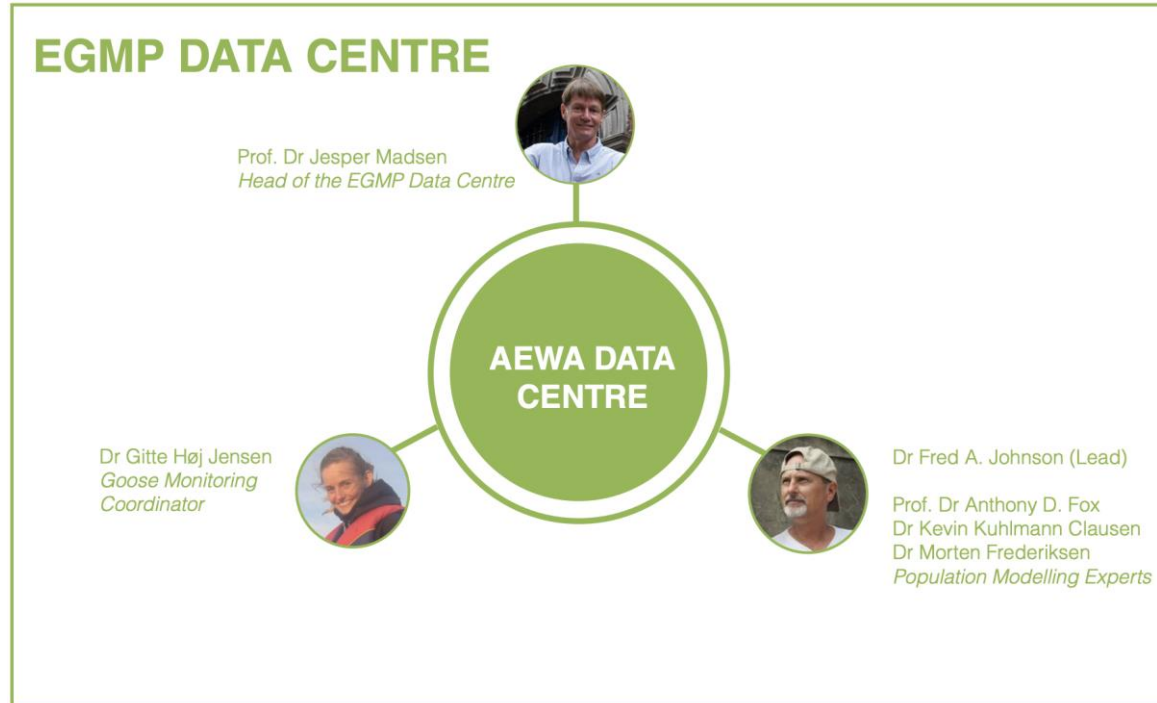 EGMP DATA CENTRE
Prof. Dr Jesper Madsen
Head of the EGMP Data Centre
AEWA DATA
CENTRE
Dr Gitte Høj Jensen
Goose Monitoring
Coordinator
Dr Fred A. Johnson (Lead)
Prof. Dr Anthony D. Fox
Dr Kevin Kuhlmann Clausen
Dr Morten Frederiksen
Population Modelling Experts